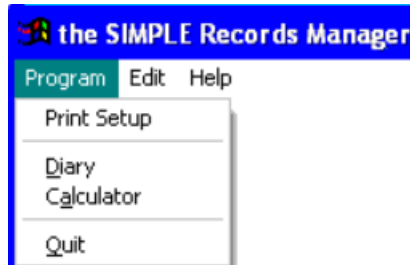 the SIMPLE Records Manager
Program Edit Help
Print Setup
Diary
Calculator
Quit